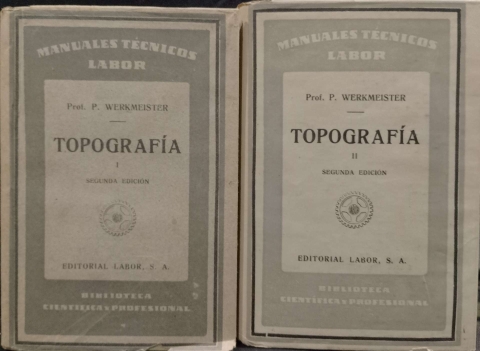 MANUALES TÉCNICOS
LABOR
Prof. P. WERKMEISTER
TOPOGRAFÍA
I
SEGUNDA EDICIÓN
EDITORIAL LABOR, S. A.
BIBLIOTECA
CIENTÍFICA Y PROFESIONAL
MANUALES TÉCNICOS
LABOR
Prof. P. WERKMEISTER
TOPOGRAFÍA
II
SEGUNDA EDICIÓN
EDITORIAL LABOR, S. A.
BIBLIOTECA
CIENTÍFICA Y PROFESIONAL